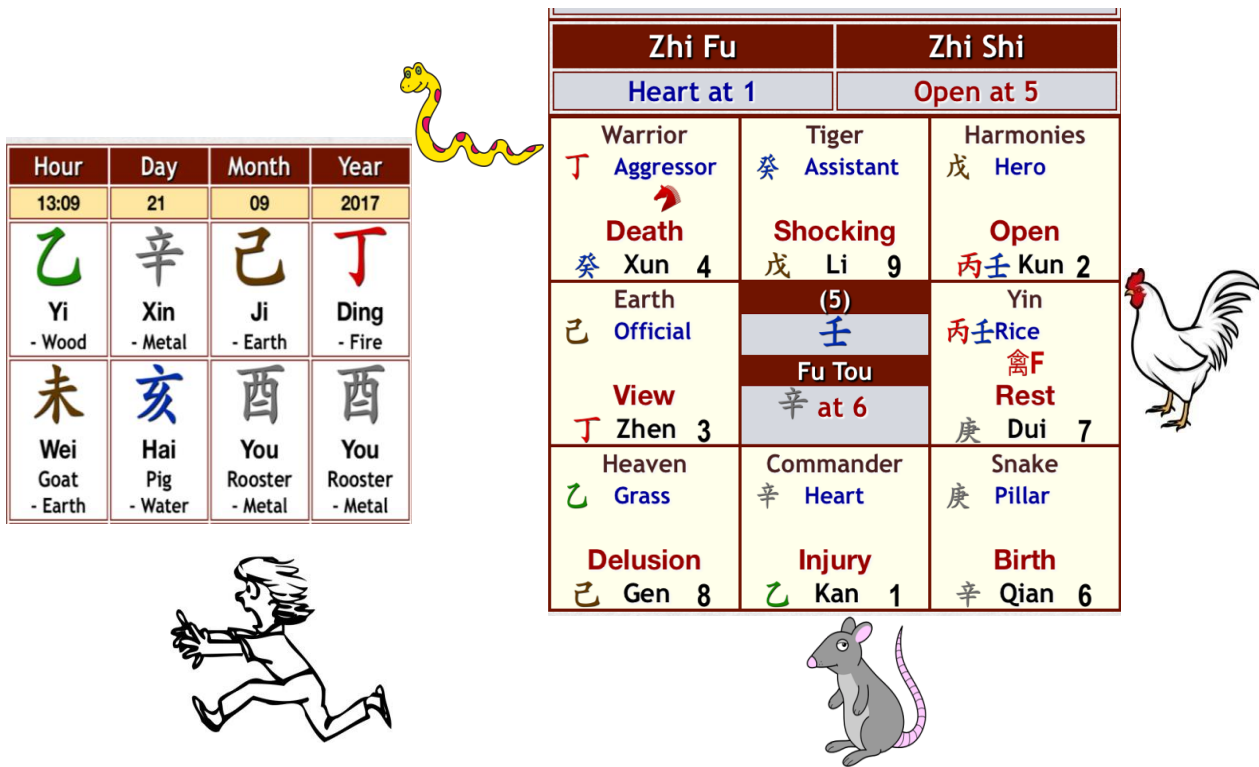 Hour Day Month Year
13:09 21 09 2017
乙 辛 己 丁
Yi Xin Ji Ding
- Wood - Metal - Earth - Fire
未 亥 酉 酉
Wei Hai You You
Goat Pig Rooster Rooster
- Earth - Water - Metal - Metal
Zhi Fu Zhi Shi
Heart at 1 Open at 5
Warrior Tiger Harmonies
丁 Aggressor 癸 Assistant 戊 Hero
Death Shocking Open
癸 Xun 4 戊 Li 9 丙壬 Kun 2
Earth (5) Yin
己 Official 壬 丙壬Rice
Fu Tou 禽F
View 辛 at 6 Rest
丁 Zhen 3 庚 Dui 7
Heaven Commander Snake
乙 Grass 辛 Heart 庚 Pillar
Delusion Injury Birth
己 Gen 8 乙 Kan 1 辛 Qian 6